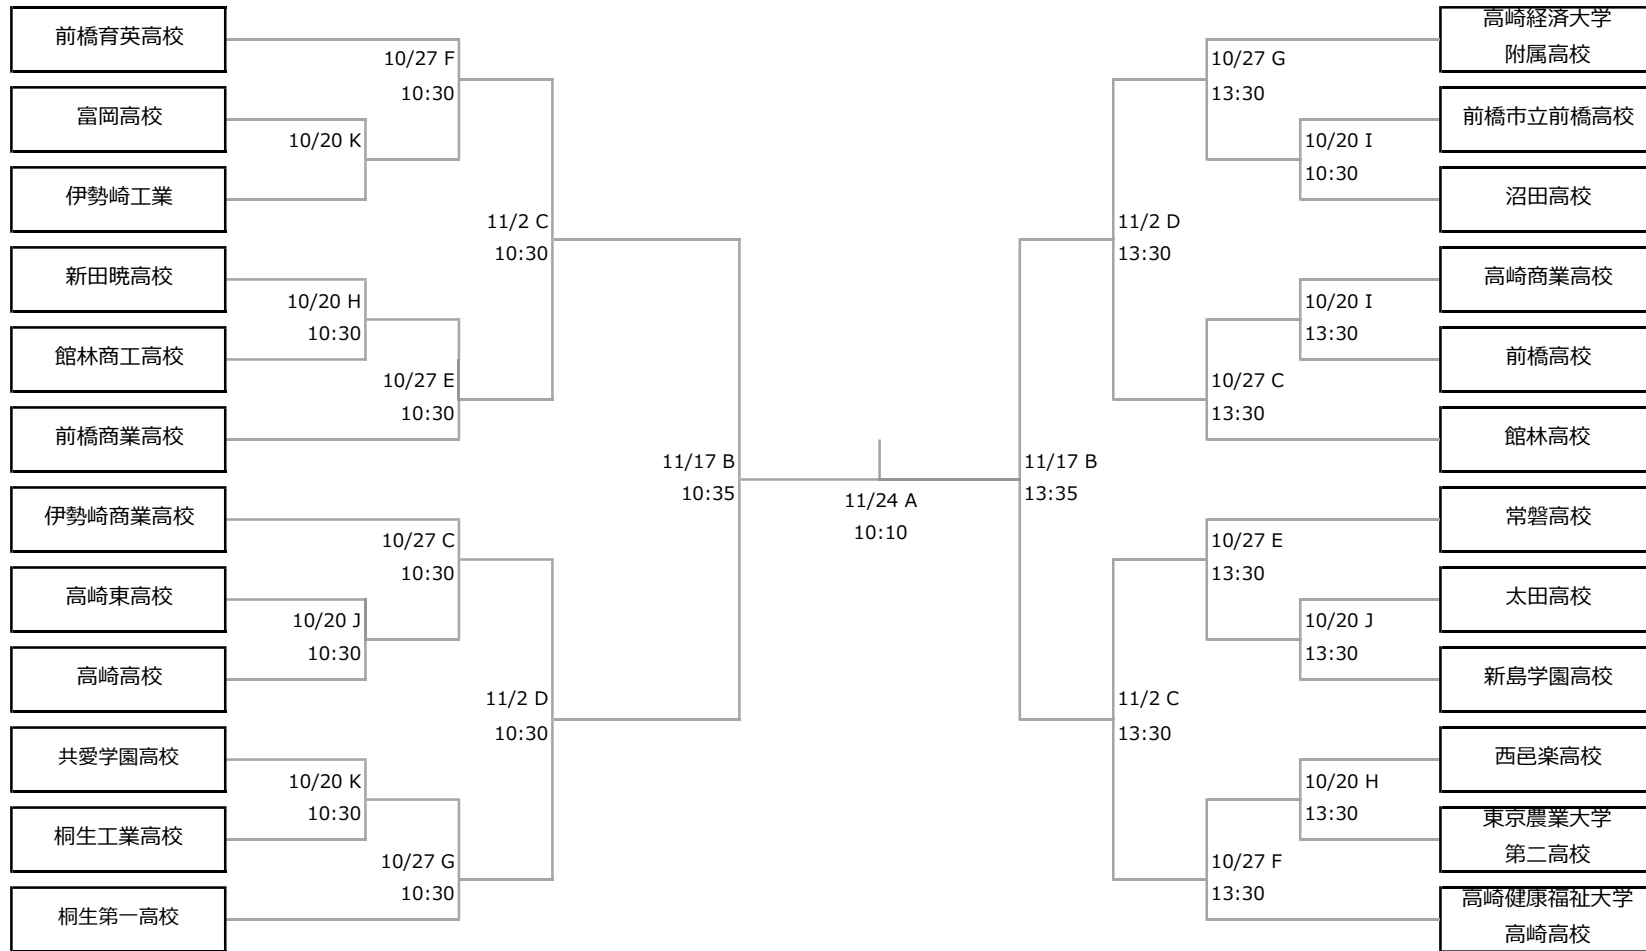 前橋育英高校
富岡高校
伊勢崎工業
新田暁高校
館林商工高校
前橋商業高校
伊勢崎商業高校
高崎東高校
高崎高校
共愛学園高校
桐生工業高校
桐生第一高校
10/27 F
10:30
10/20 K
10/20 H
10:30
10/27 E
10:30
10/27 C
10:30
10/20 J
10:30
10/20 K
10:30
10/27 G
10:30
11/2 C
10:30
11/2 D
10:30
11/17 B
10:35
11/24 A
10:10
11/17 B
13:35
11/2 D
13:30
11/2 C
13:30
10/27 G
13:30
10/20 I
10:30
10/20 I
13:30
10/27 C
13:30
10/27 E
13:30
10/20 J
13:30
10/20 H
13:30
10/27 F
13:30
高崎経済大学
附属高校
前橋市立前橋高校
沼田高校
高崎商業高校
前橋高校
館林高校
常磐高校
太田高校
新島学園高校
西邑楽高校
東京農業大学
第二高校
高崎健康福祉大学
高崎高校